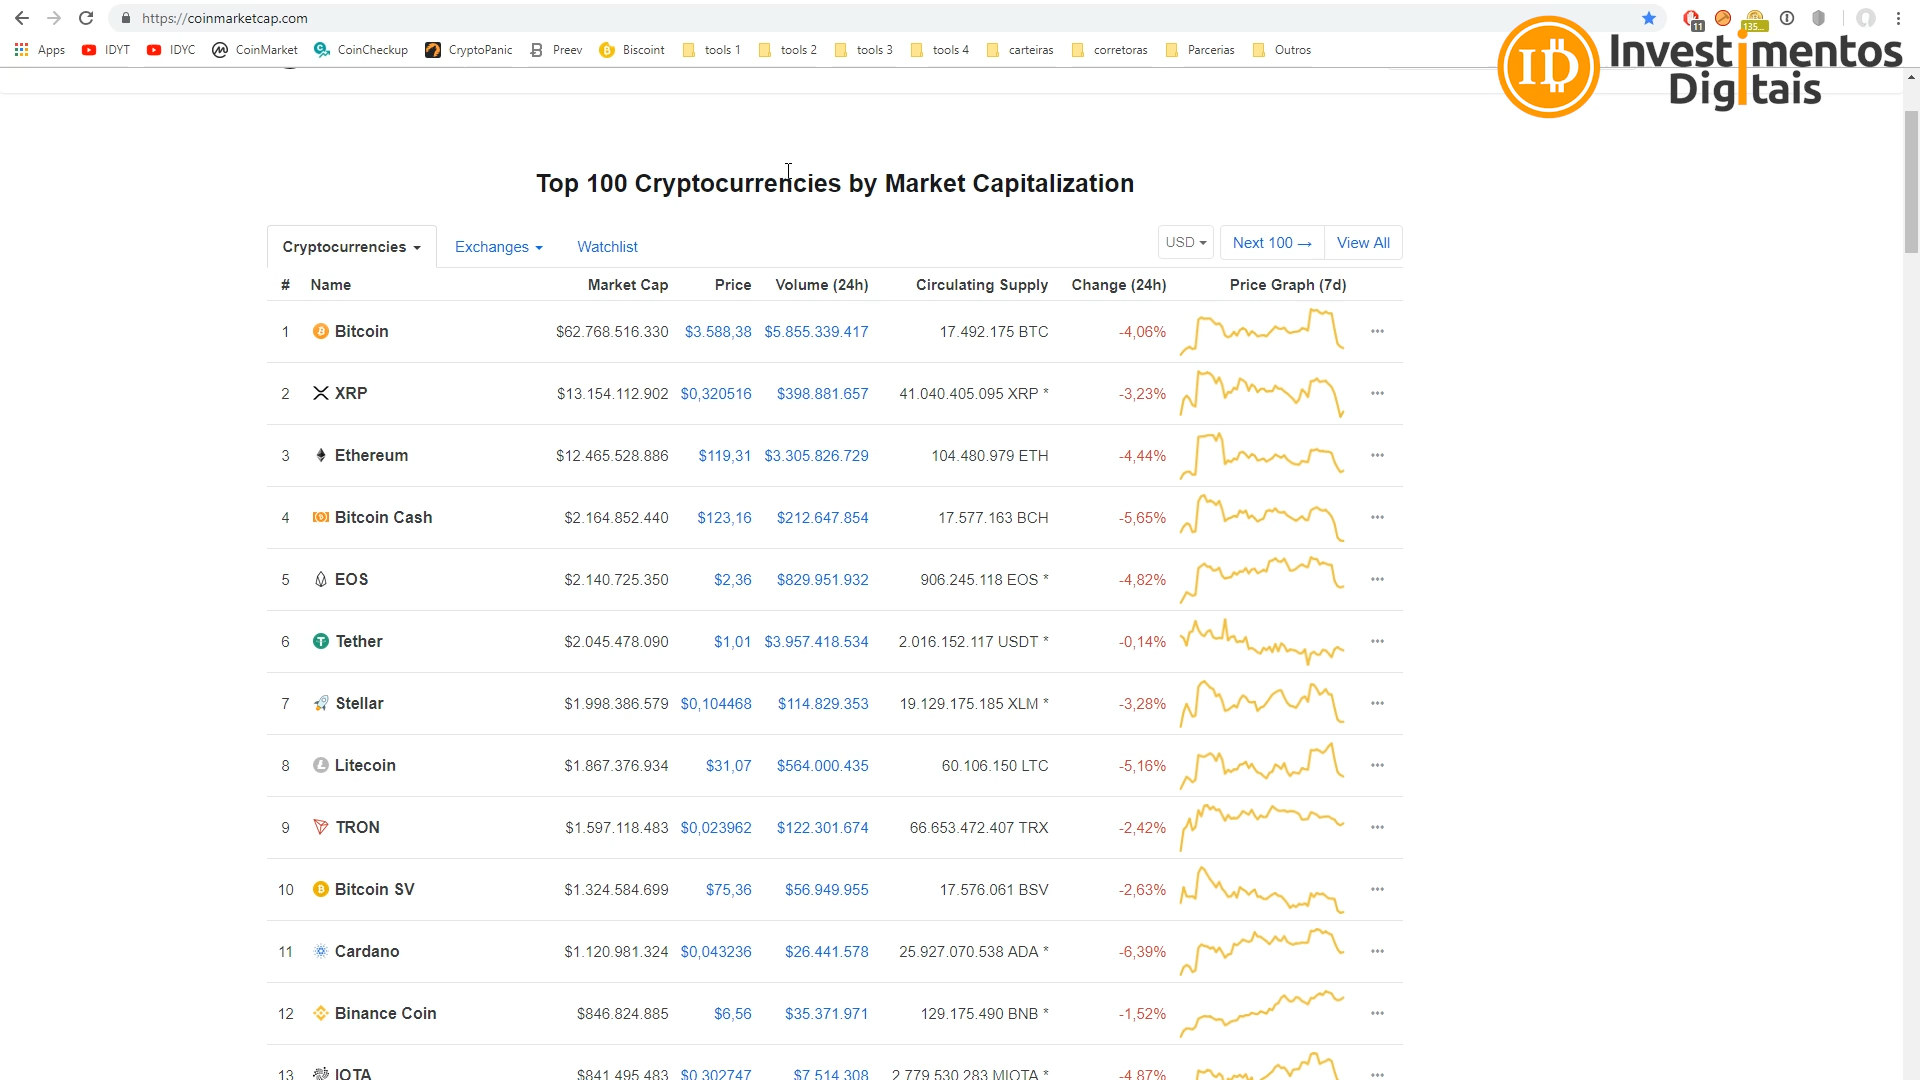 https://coinmarketcap.com
11
135...
Apps IDYT IDYC CoinMarket CoinCheckup CryptoPanic Preev Biscoint tools 1 tools 2 tools 3 tools 4 carteiras corretoras Parcerias Outros
Investimentos
Digitais
Top 100 Cryptocurrencies by Market Capitalization
Cryptocurrencies Exchanges Watchlist USD Next 100 → View All
# Name Market Cap Price Volume (24h) Circulating Supply Change (24h) Price Graph (7d)
1 Bitcoin $62.768.516.330 $3.588,38 $5.855.339.417 17.492.175 BTC -4,06%
2 XRP $13.154.112.902 $0,320516 $398.881.657 41.040.405.095 XRP * -3,23%
3 Ethereum $12.465.528.886 $119,31 $3.305.826.729 104.480.979 ETH -4,44%
4 Bitcoin Cash $2.164.852.440 $123,16 $212.647.854 17.577.163 BCH -5,65%
5 EOS $2.140.725.350 $2,36 $829.951.932 906.245.118 EOS * -4,82%
6 Tether $2.045.478.090 $1,01 $3.957.418.534 2.016.152.117 USDT * -0,14%
7 Stellar $1.998.386.579 $0,104468 $114.829.353 19.129.175.185 XLM * -3,28%
8 Litecoin $1.867.376.934 $31,07 $564.000.435 60.106.150 LTC -5,16%
9 TRON $1.597.118.483 $0,023962 $122.301.674 66.653.472.407 TRX -2,42%
10 Bitcoin SV $1.324.584.699 $75,36 $56.949.955 17.576.061 BSV -2,63%
11 Cardano $1.120.981.324 $0,043236 $26.441.578 25.927.070.538 ADA * -6,39%
12 Binance Coin $846.824.885 $6,56 $35.371.971 129.175.490 BNB * -1,52%
13 IOTA $841.495.483 $0,302747 $7.514.308 2.779.530.283 MIOTA * -4,87%